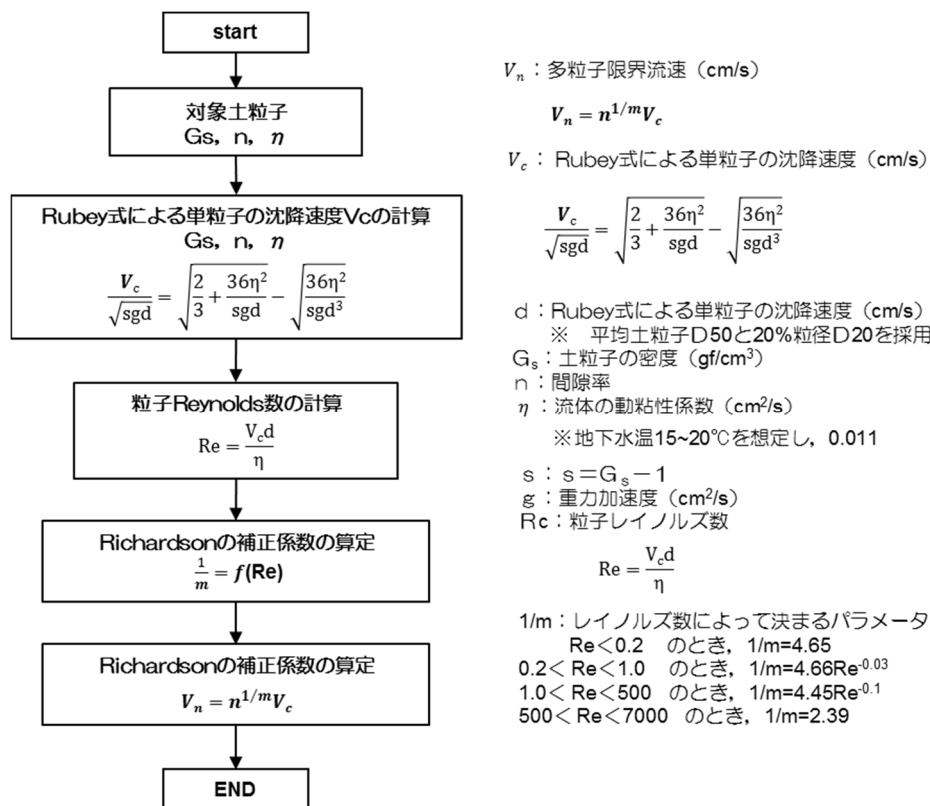 start
対象土粒子
Gs, n, η
Rubey式による単粒子の沈降速度Vcの計算
Gs, n, η
V_c/√sgd = √(2/3 + 36η²/sgd) − √(36η²/sgd³)
粒子Reynolds数の計算
Re = V_cd/η
Richardsonの補正係数の算定
1/m = f(Re)
Richardsonの補正係数の算定
V_n = n^{1/m}V_c
END
V_n:多粒子限界流速（cm/s）
V_n = n^{1/m}V_c
V_c: Rubey式による単粒子の沈降速度（cm/s）
V_c/√sgd = √(2/3 + 36η²/sgd) − √(36η²/sgd³)
d:Rubey式による単粒子の沈降速度（cm/s）
※ 平均土粒子D50と20%粒径D20を採用
G_s:土粒子の密度（gf/cm³）
n:間隙率
η:流体の動粘性係数（cm²/s）
※地下水温15~20℃を想定し，0.011
s:s=G_s−1
g:重力加速度（cm²/s）
Rc:粒子レイノルズ数
Re = V_cd/η
1/m:レイノルズ数によって決まるパラメータ
Re<0.2 のとき，1/m=4.65
0.2<Re<1.0 のとき，1/m=4.66Re^{-0.03}
1.0<Re<500 のとき，1/m=4.45Re^{-0.1}
500<Re<7000 のとき，1/m=2.39